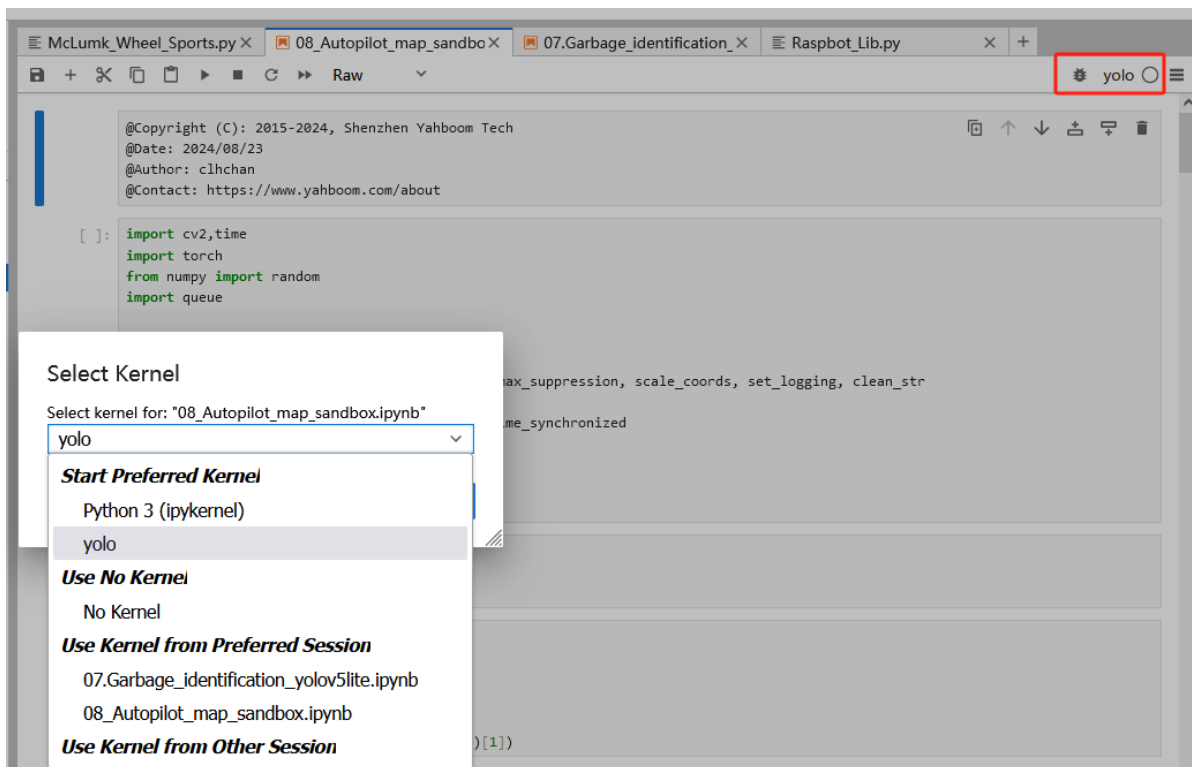 McLumk_Wheel_Sports.py
08_Autopilot_map_sandbo
07.Garbage_identification_
Raspbot_Lib.py
Raw
yolo
@Copyright (C): 2015-2024, Shenzhen Yahboom Tech
@Date: 2024/08/23
@Author: clhchan
@Contact: https://www.yahboom.com/about
[ ]:
import cv2,time
import torch
from numpy import random
import queue
ax_suppression, scale_coords, set_logging, clean_str
me_synchronized
)[1])
Select Kernel
Select kernel for: "08_Autopilot_map_sandbox.ipynb"
yolo
Start Preferred Kernel
Python 3 (ipykernel)
yolo
Use No Kernel
No Kernel
Use Kernel from Preferred Session
07.Garbage_identification_yolov5lite.ipynb
08_Autopilot_map_sandbox.ipynb
Use Kernel from Other Session